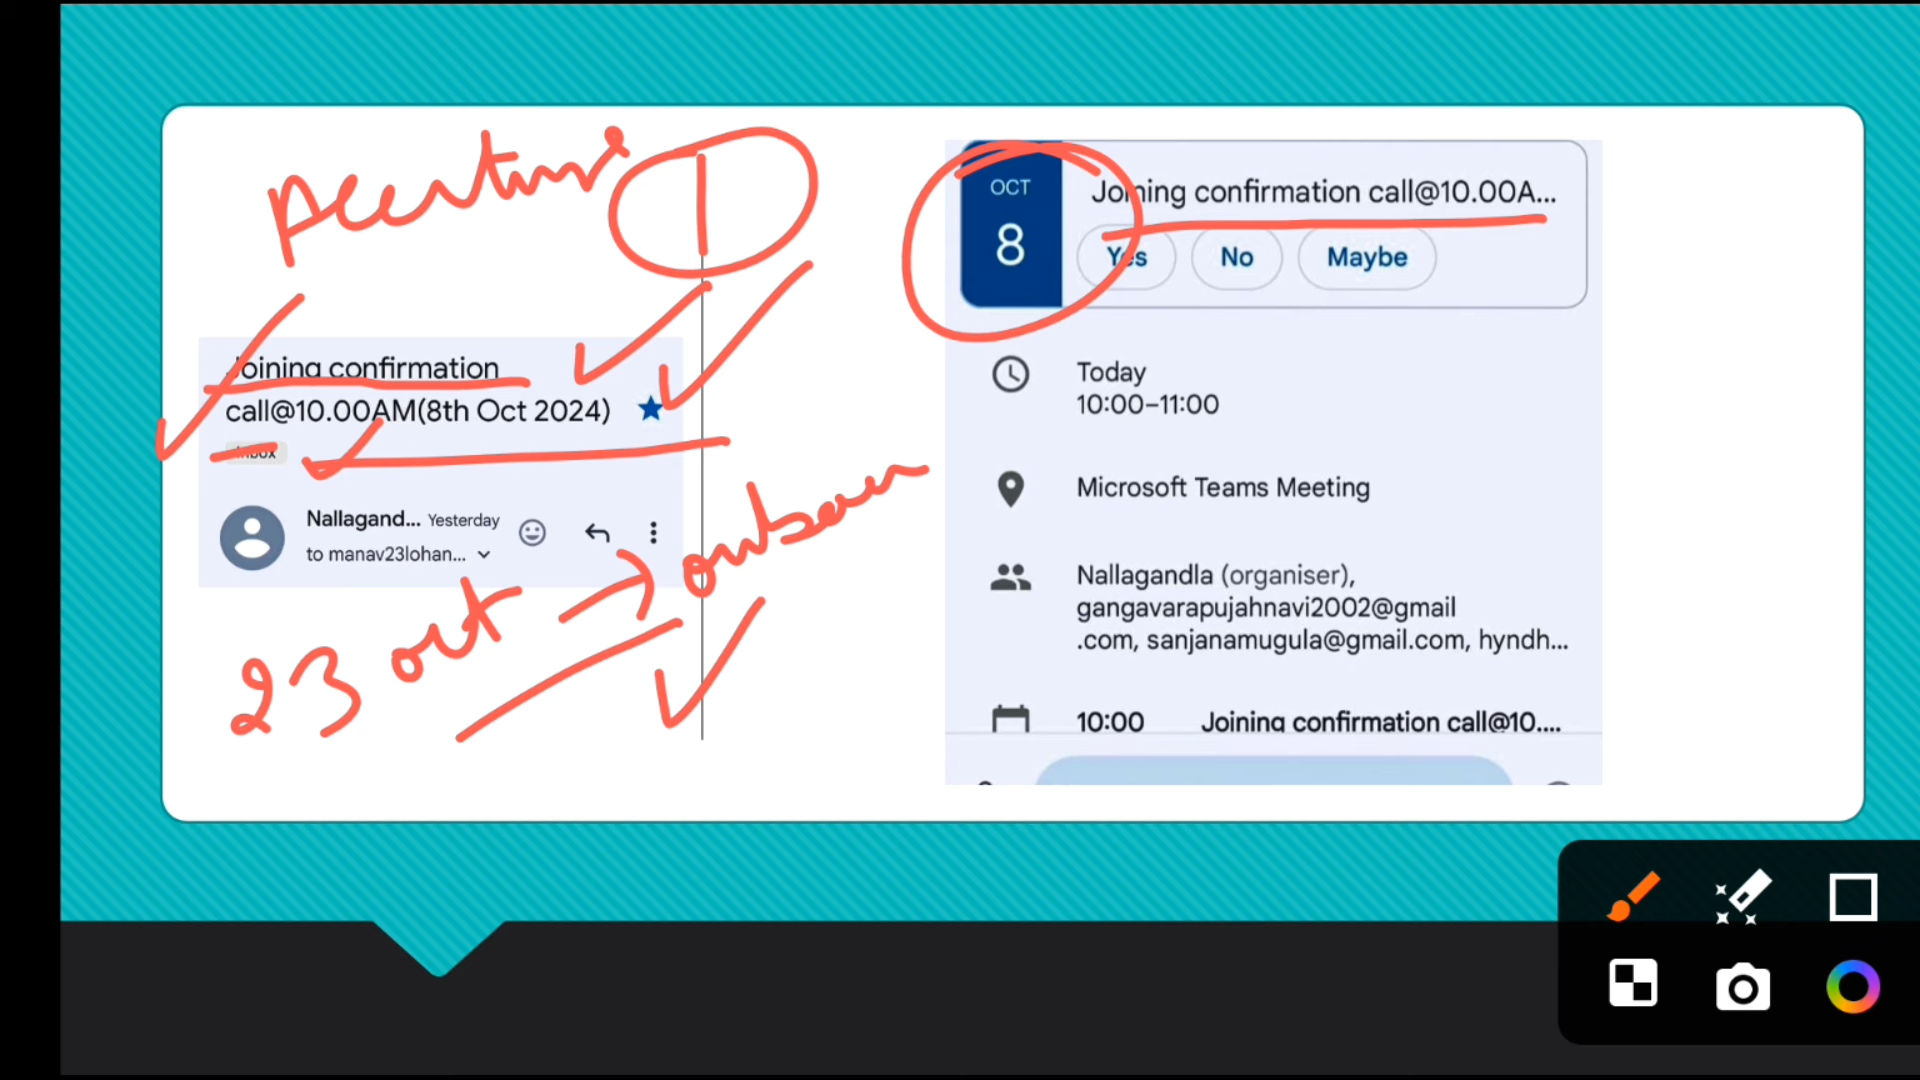 Joining confirmation
call@10.00AM(8th Oct 2024)
Inbox
Nallagand... Yesterday
to manav23lohan...
23 oct → onboar
OCT
8
Joining confirmation call@10.00A...
Yes No Maybe
Today
10:00–11:00
Microsoft Teams Meeting
Nallagandla (organiser),
gangavarapujahnavi2002@gmail
.com, sanjanamugula@gmail.com, hyndh...
10:00 Joining confirmation call@10....